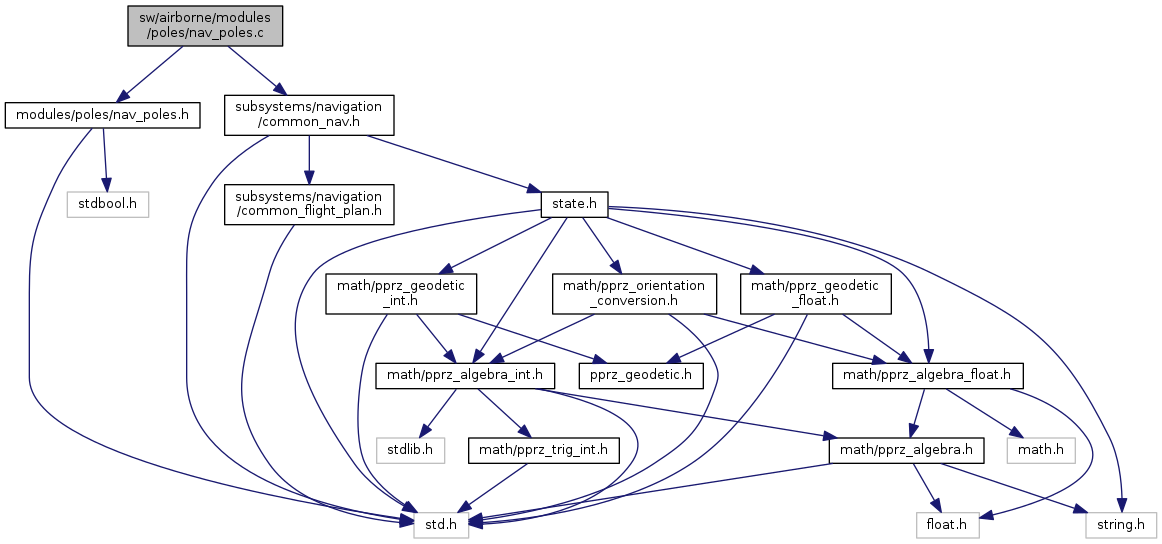 sw/airborne/modules
/poles/nav_poles.c
modules/poles/nav_poles.h
subsystems/navigation
/common_nav.h
stdbool.h
subsystems/navigation
/common_flight_plan.h
state.h
math/pprz_geodetic
_int.h
math/pprz_orientation
_conversion.h
math/pprz_geodetic
_float.h
math/pprz_algebra_int.h
pprz_geodetic.h
math/pprz_algebra_float.h
stdlib.h
math/pprz_trig_int.h
math/pprz_algebra.h
math.h
std.h
float.h
string.h